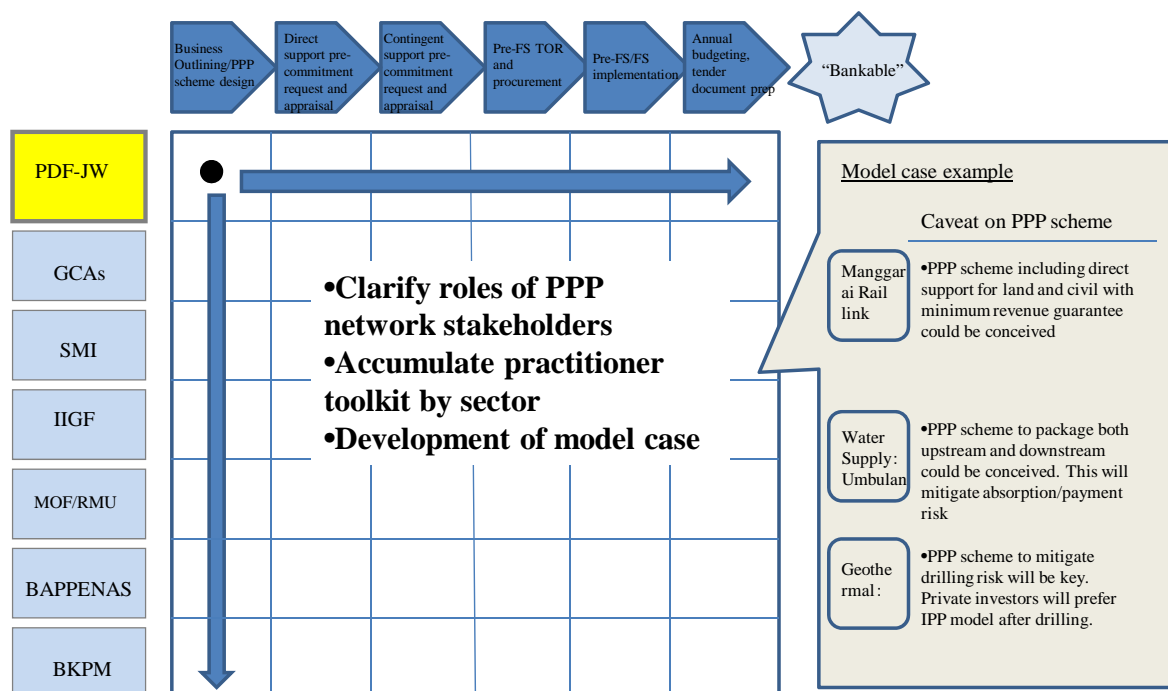 Business
Outlining/PPP
scheme design
Direct
support pre-
commitment
request and
appraisal
Contingent
support pre-
commitment
request and
appraisal
Pre-FS TOR
and
procurement
Pre-FS/FS
implementation
Annual
budgeting,
tender
document prep
“Bankable”
PDF-JW
GCAs
SMI
IIGF
MOF/RMU
BAPPENAS
BKPM
•Clarify roles of PPP
network stakeholders
•Accumulate practitioner
toolkit by sector
•Development of model case
Model case example
Caveat on PPP scheme
Manggar
ai Rail
link
•PPP scheme including direct
support for land and civil with
minimum revenue guarantee
could be conceived
Water
Supply:
Umbulan
•PPP scheme to package both
upstream and downstream
could be conceived. This will
mitigate absorption/payment
risk
Geothe
rmal :
•PPP scheme to mitigate
drilling risk will be key.
Private investors will prefer
IPP model after drilling.